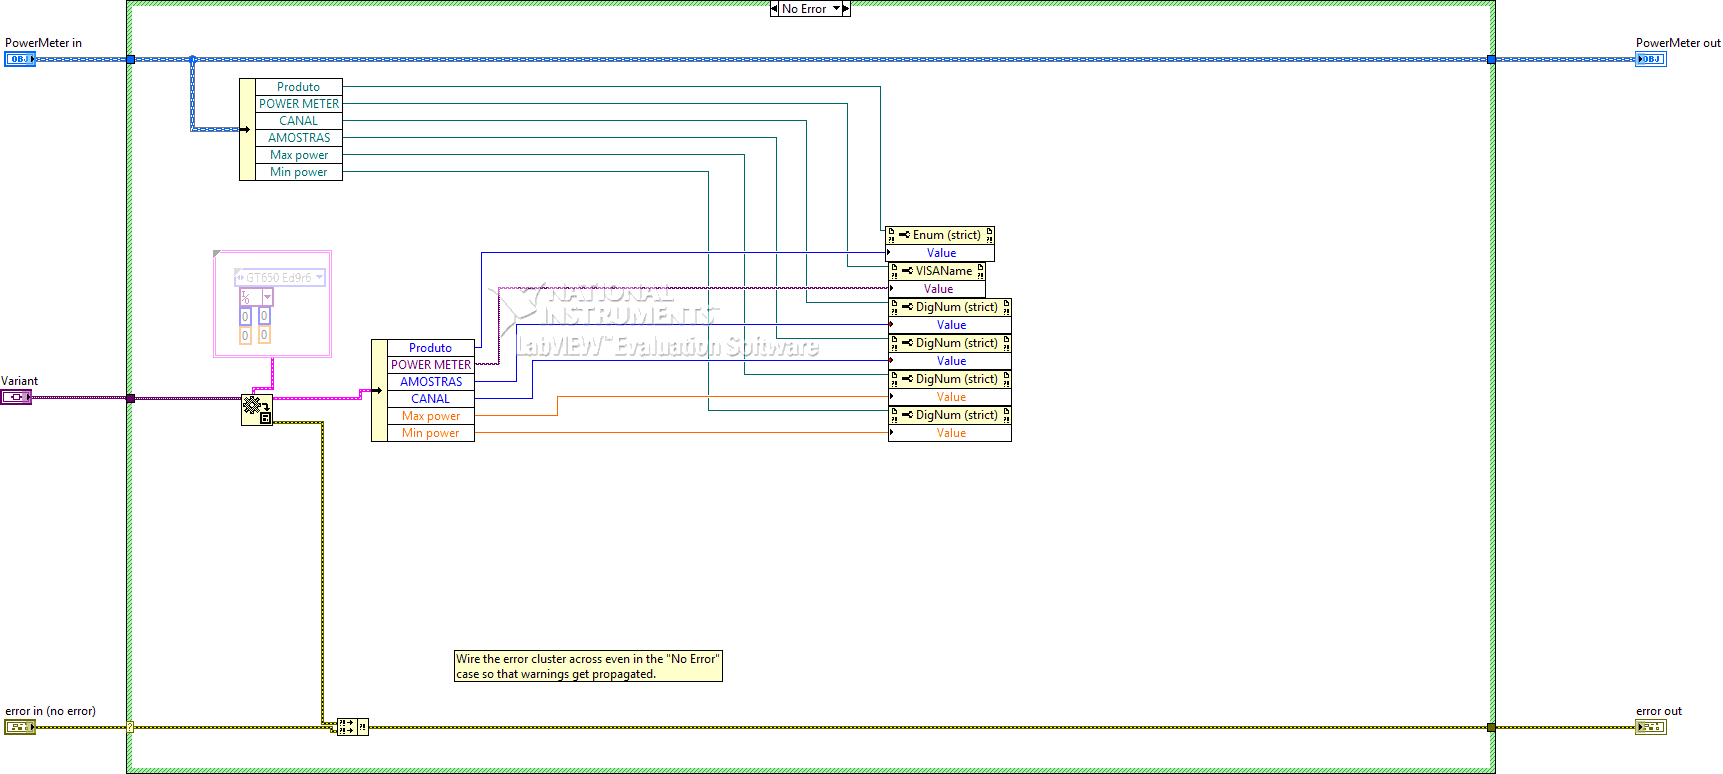 No Error
PowerMeter in
OBJ
PowerMeter out
OBJ
Produto
POWER METER
CANAL
AMOSTRAS
Max power
Min power
Enum (strict)
Value
VISAName
Value
DigNum (strict)
Value
DigNum (strict)
Value
DigNum (strict)
Value
DigNum (strict)
Value
GT650 Ed9r6
I/0
0 0
0 0
NATIONAL
INSTRUMENTS
LabVIEW™ Evaluation Software
Produto
POWER METER
AMOSTRAS
CANAL
Max power
Min power
Variant
Wire the error cluster across even in the "No Error"
case so that warnings get propagated.
error in (no error)
?
error out